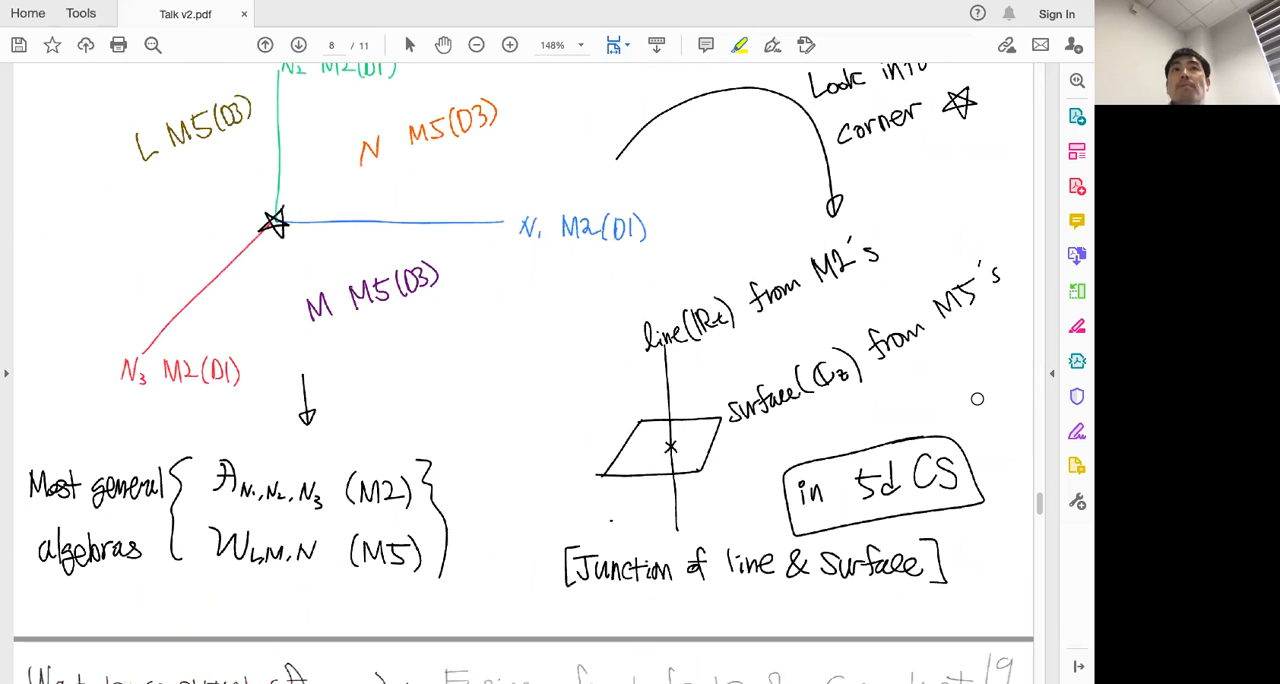 Home Tools Talk v2.pdf × Sign In
8 / 11 148%
N₂ M2(D1)
L M5(D3)
N M5(D3)
Look into
corner ☆
N₁ M2(D1)
M M5(D3)
N₃ M2(D1)
line(ℝt) from M2's
surface(ℂz) from M5's
Most general
algebras
A N₁,N₂,N₃ (M2)
W L,M,N (M5)
in 5d CS
[Junction of line & surface]
19